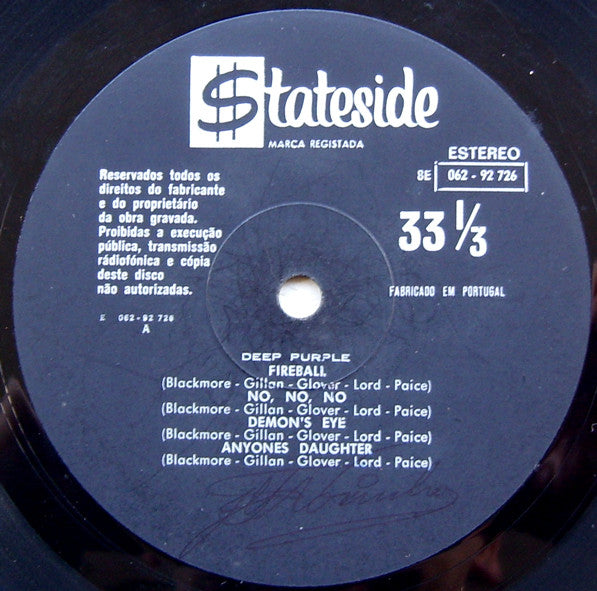 $tateside
MARCA REGISTADA
ESTEREO
8E 062 - 92 726
Reservados todos os
direitos do fabricante
e do proprietário
da obra gravada.
Proibidas a execução
pública, transmissão
rádiofónica e cópia
deste disco
não autorizadas.
33 1/3
FABRICADO EM PORTUGAL
E 062-92 726
A
DEEP PURPLE
FIREBALL
(Blackmore - Gillan - Glover - Lord - Paice)
NO, NO, NO
(Blackmore - Gillan - Glover - Lord - Paice)
DEMON'S EYE
(Blackmore - Gillan - Glover - Lord - Paice)
ANYONES DAUGHTER
(Blackmore - Gillan - Glover - Lord - Paice)